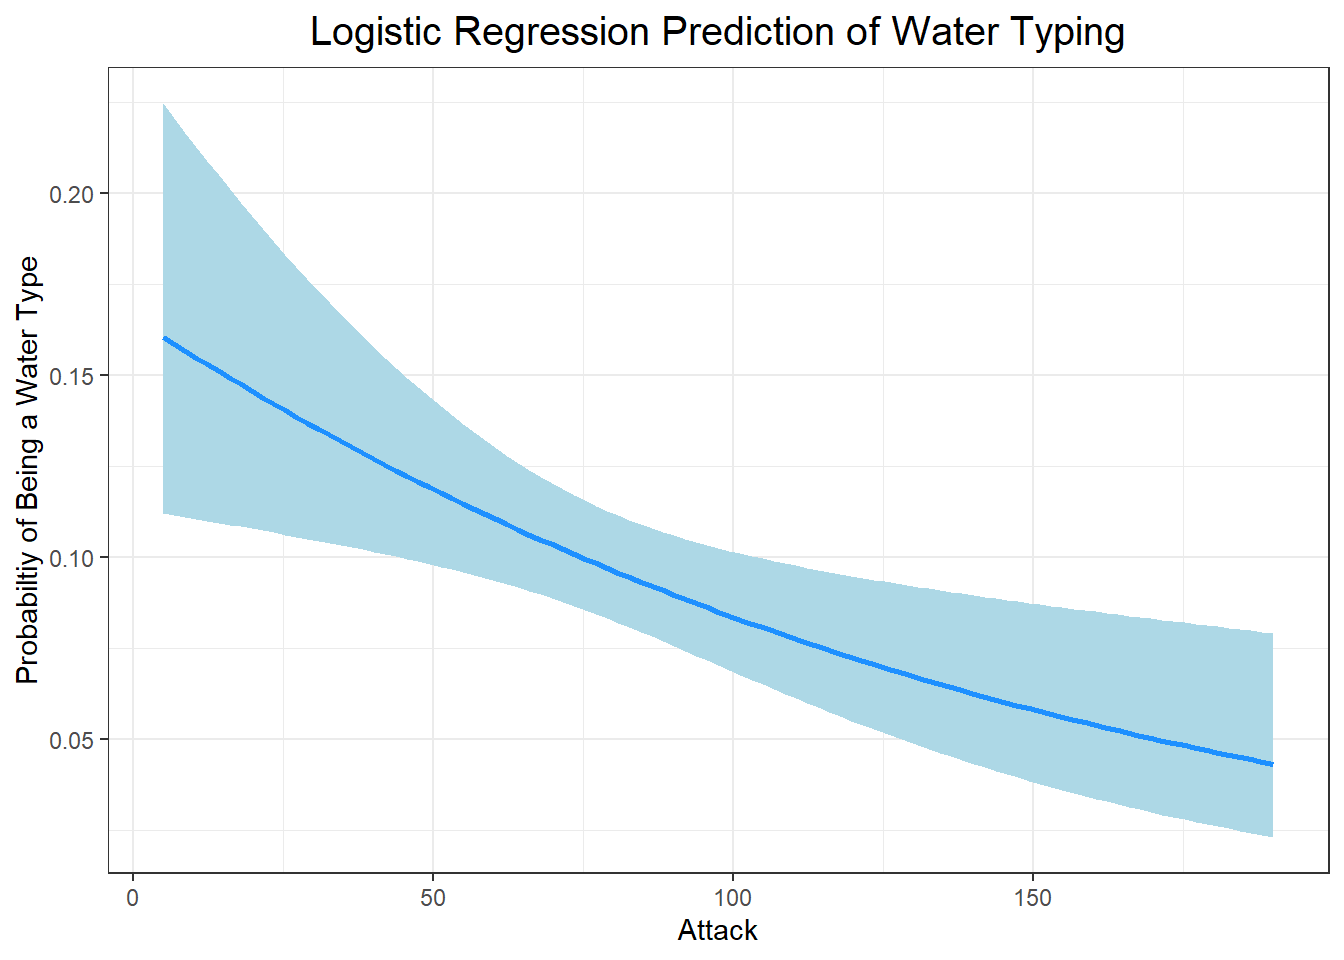 Logistic Regression Prediction of Water Typing
Probabiltiy of Being a Water Type
0.20
0.15
0.10
0.05
0
50
100
150
Attack